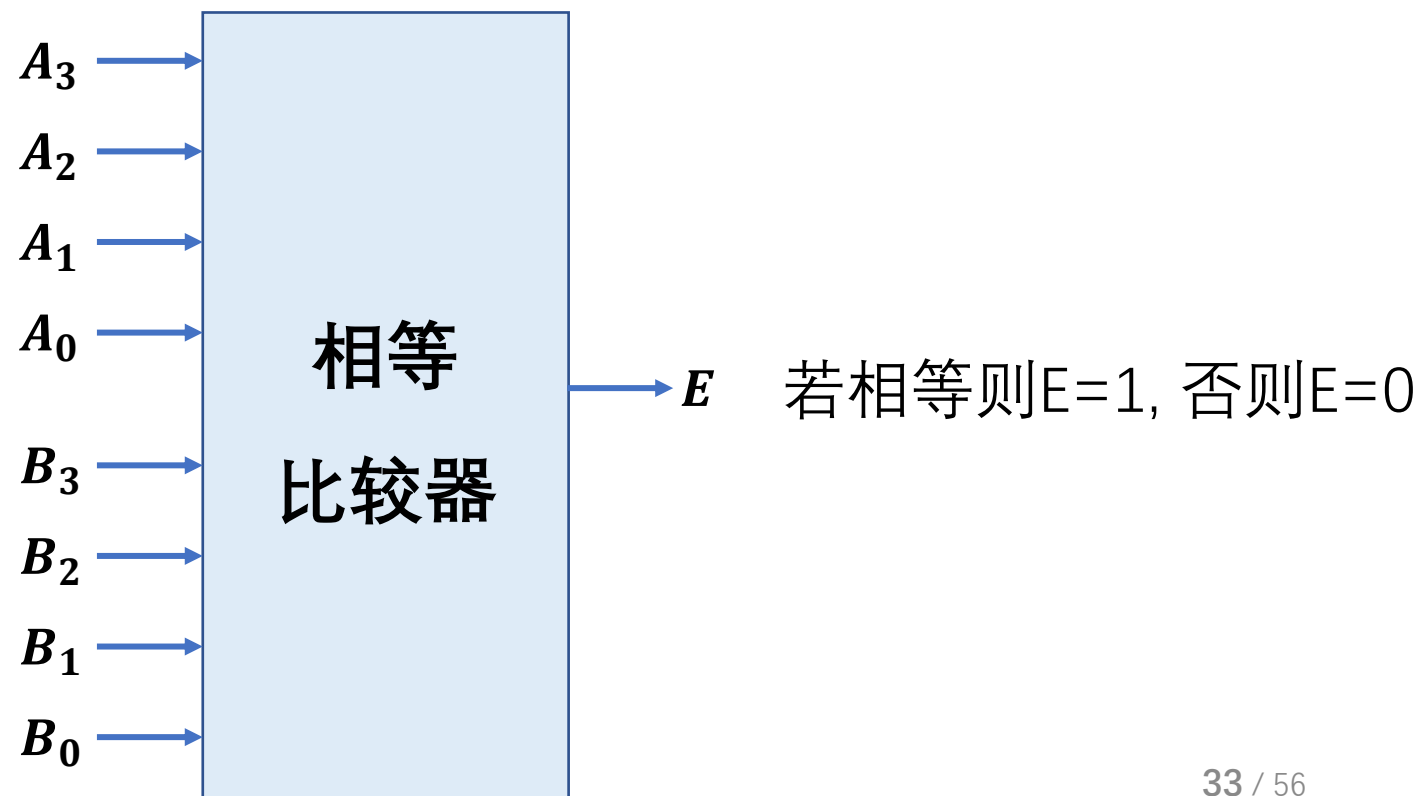 A₃
A₂
A₁
A₀
相等
比较器
E 若相等则E=1, 否则E=0
B₃
B₂
B₁
B₀
33 / 56